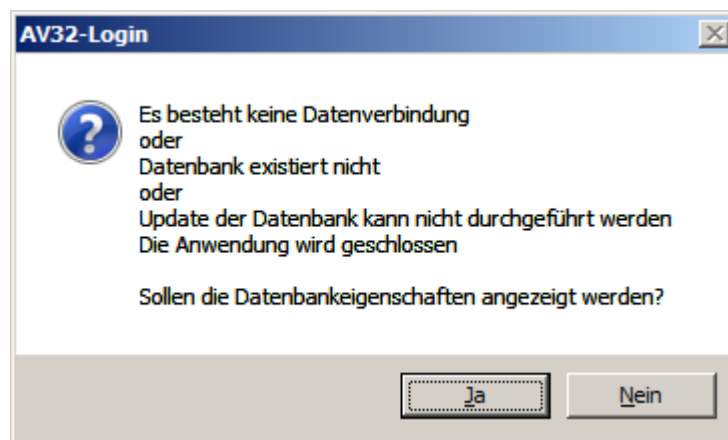 AV32-Login
Es besteht keine Datenverbindung
oder
Datenbank existiert nicht
oder
Update der Datenbank kann nicht durchgeführt werden
Die Anwendung wird geschlossen
Sollen die Datenbankeigenschaften angezeigt werden?
Ja
Nein